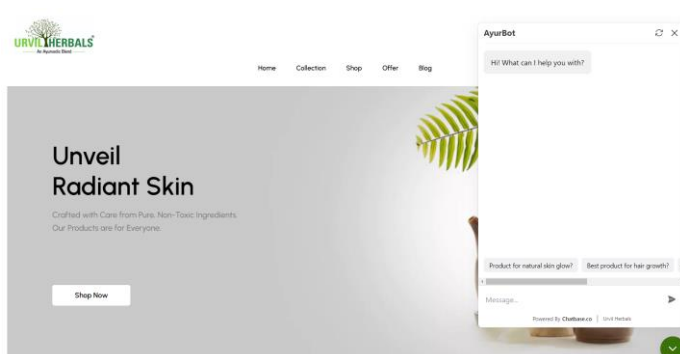 URVIL HERBALS
An Ayurvedic Blend
Home Collection Shop Offer Blog
Unveil
Radiant Skin
Crafted with Care from Pure, Non-Toxic Ingredients.
Our Products are for Everyone.
Shop Now
AyurBot
Hi! What can I help you with?
Product for natural skin glow? Best product for hair growth?
Message...
Powered By Chatbase.co | Urvil Herbals